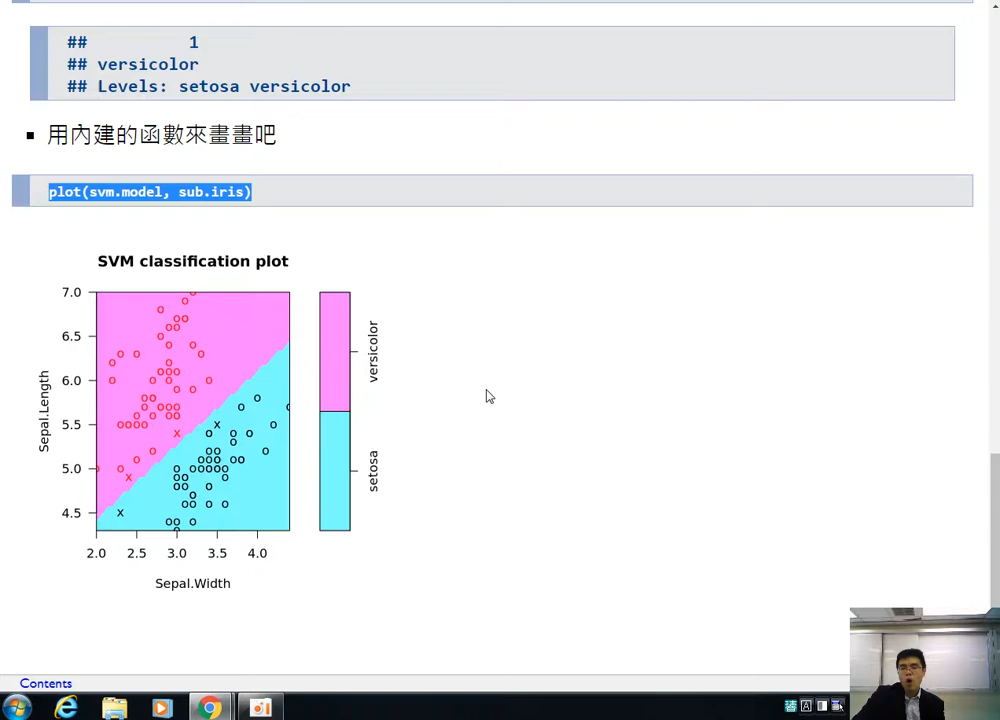 ## 1
## versicolor
## Levels: setosa versicolor
用內建的函數來畫畫吧
plot(svm.model, sub.iris)
SVM classification plot
7.0
6.5
6.0
5.5
5.0
4.5
Sepal.Length
2.0 2.5 3.0 3.5 4.0
Sepal.Width
versicolor
setosa
Contents